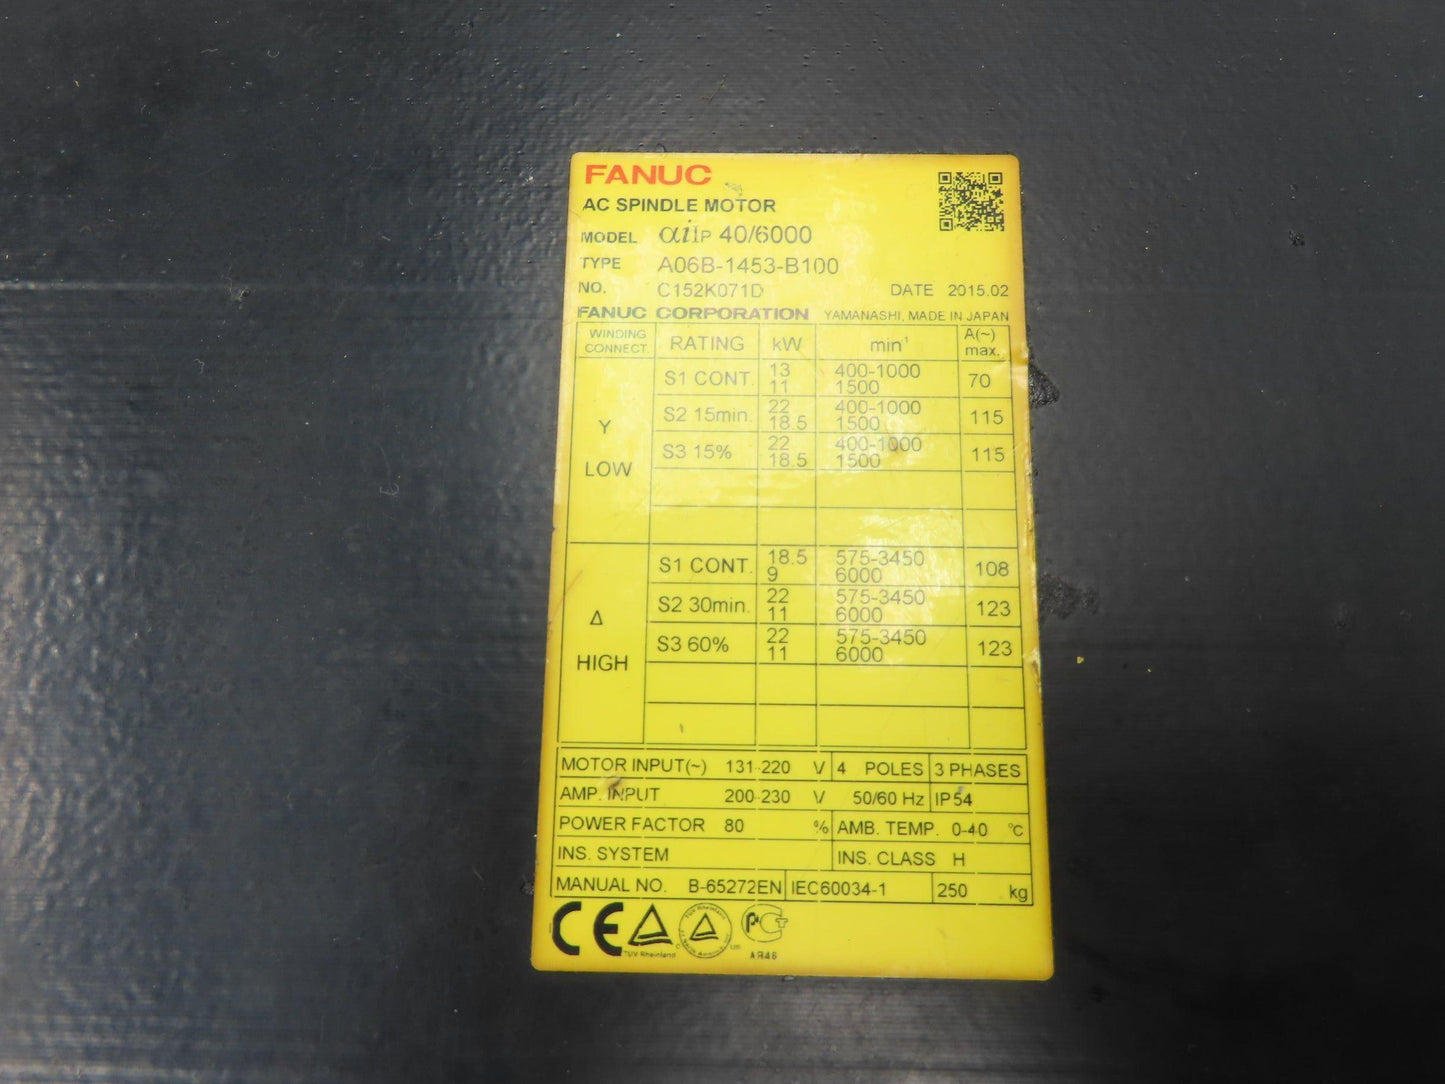 FANUC
AC SPINDLE MOTOR
MODEL αiIP 40/6000
TYPE A06B-1453-B100
NO. C152K071D DATE 2015.02
FANUC CORPORATION YAMANASHI, MADE IN JAPAN
WINDING CONNECT. RATING kW min⁻¹ A(~) max.
Y LOW
S1 CONT. 13 400-1000 70
11 1500
S2 15min. 22 400-1000 115
18.5 1500
S3 15% 22 400-1000 115
18.5 1500
Δ HIGH
S1 CONT. 18.5 575-3450 108
9 6000
S2 30min. 22 575-3450 123
11 6000
S3 60% 22 575-3450 123
11 6000
MOTOR INPUT(~) 131-220 V 4 POLES 3 PHASES
AMP. INPUT 200-230 V 50/60 Hz IP54
POWER FACTOR 80 % AMB. TEMP. 0-40 ℃
INS. SYSTEM INS. CLASS H
MANUAL NO. B-65272EN IEC60034-1 250 kg
CE
TÜV Rheinland C US
АЯ46